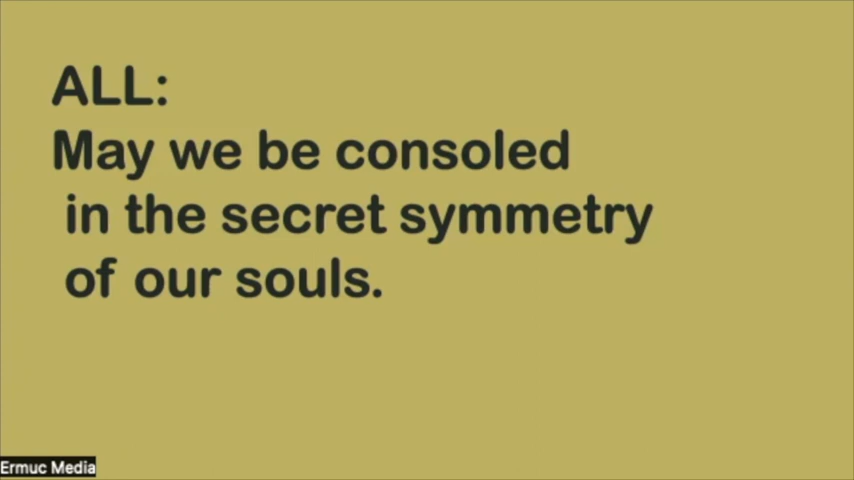 ALL:
May we be consoled
in the secret symmetry
of our souls.
Ermuc Media